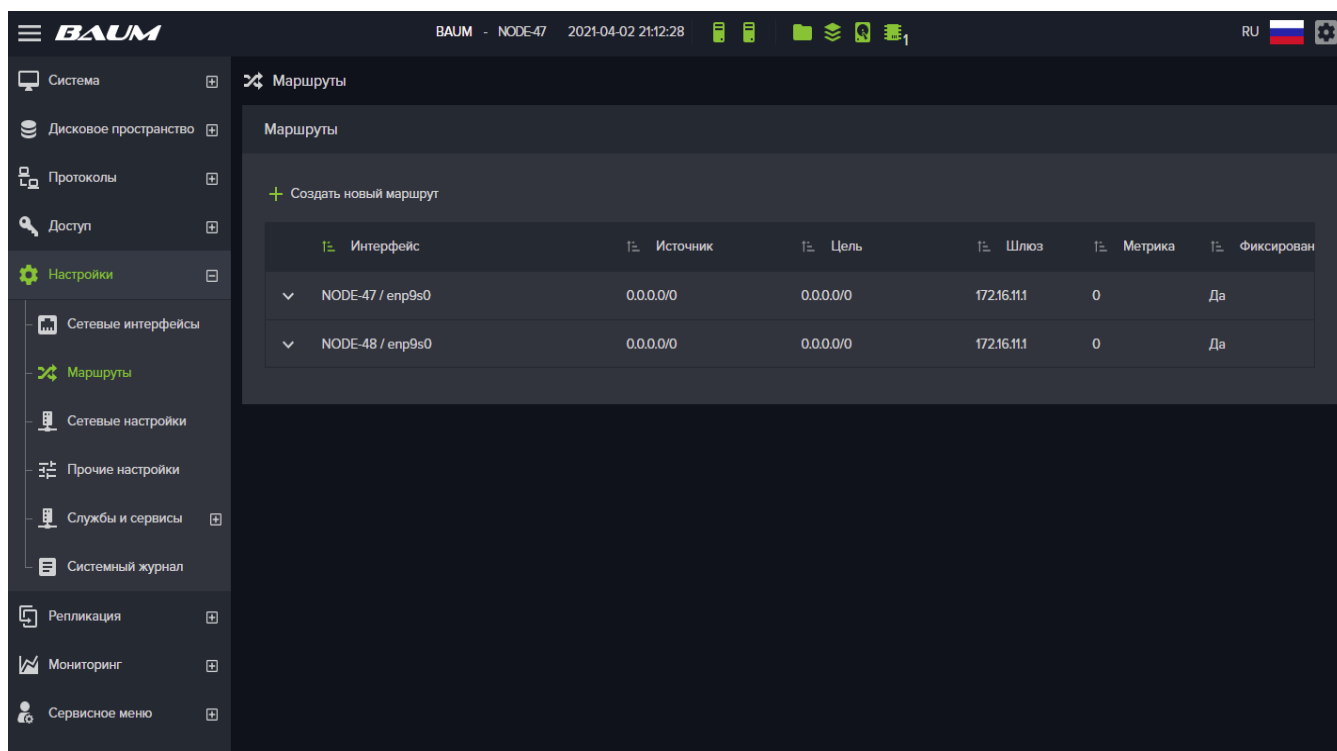 BAUM
BAUM - NODE-47 2021-04-02 21:12:28
1
RU
Система
Дисковое пространство
Протоколы
Доступ
Настройки
Сетевые интерфейсы
Маршруты
Сетевые настройки
Прочие настройки
Службы и сервисы
Системный журнал
Репликация
Мониторинг
Сервисное меню
Маршруты
Маршруты
Создать новый маршрут
Интерфейс Источник Цель Шлюз Метрика Фиксирован
NODE-47 / enp9s0 0.0.0.0/0 0.0.0.0/0 172.16.11.1 0 Да
NODE-48 / enp9s0 0.0.0.0/0 0.0.0.0/0 172.16.11.1 0 Да